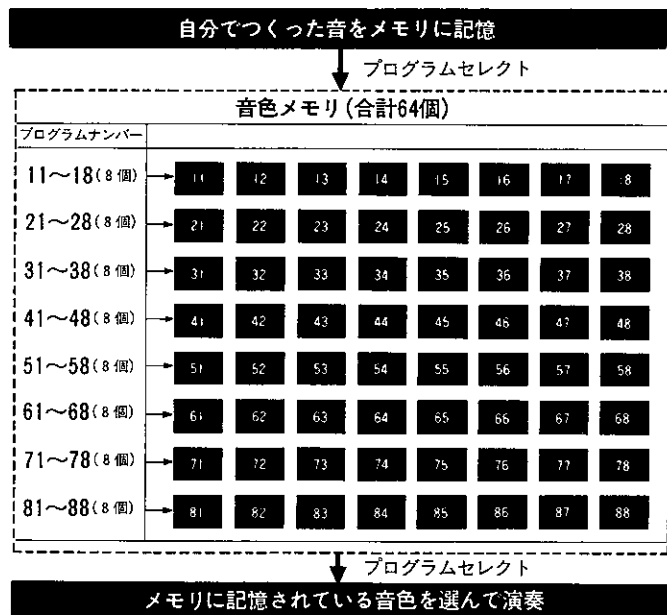 自分でつくった音をメモリに記憶
プログラムセレクト
音色メモリ(合計64個)
プログラムナンバー
11〜18(8個) 11 12 13 14 15 16 17 18
21〜28(8個) 21 22 23 24 25 26 27 28
31〜38(8個) 31 32 33 34 35 36 37 38
41〜48(8個) 41 42 43 44 45 46 47 48
51〜58(8個) 51 52 53 54 55 56 57 58
61〜68(8個) 61 62 63 64 65 66 67 68
71〜78(8個) 71 72 73 74 75 76 77 78
81〜88(8個) 81 82 83 84 85 86 87 88
プログラムセレクト
メモリに記憶されている音色を選んで演奏